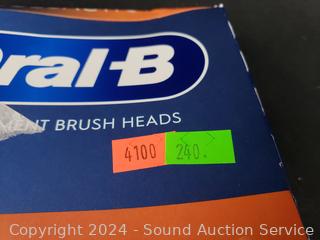 ral-B
BRUSH HEADS
4100
240.
Copyright 2024 - Sound Auction Service